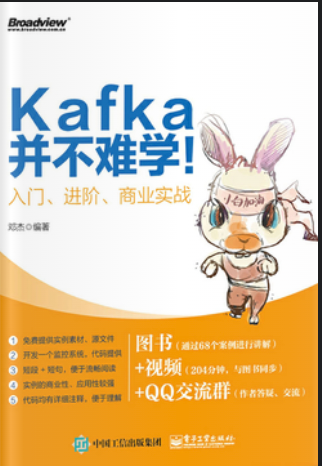 Broadview®
www.broadview.com.cn
Kafka
并不难学!
入门、进阶、商业实战
邓杰◎编著
小白加油
1 免费提供实例素材、源文件
2 开发一个监控系统，代码提供
3 短段+短句，便于流畅阅读
4 实例的商业性、应用性较强
5 代码均有详细注释，便于理解
图书（通过68个案例进行讲解）
+视频（204分钟，与图书同步）
+QQ交流群（作者答疑、交流）
中国工信出版集团
电子工业出版社